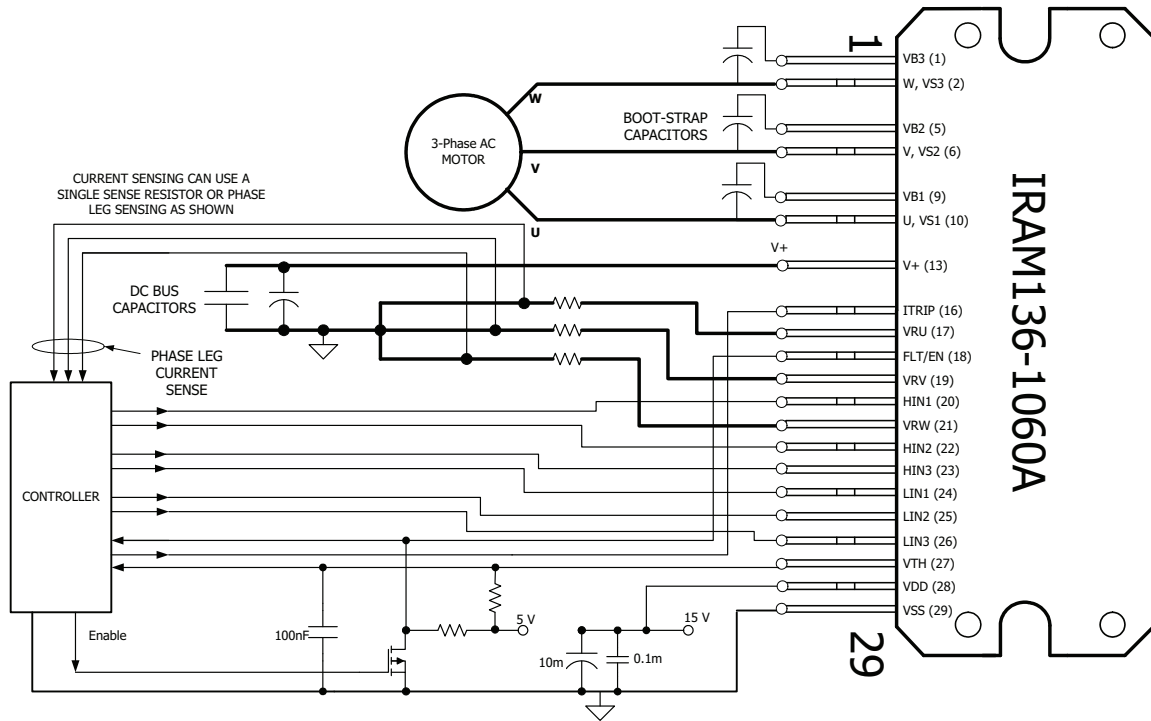 1
VB3 (1)
W, VS3 (2)
W
3-Phase AC
MOTOR
BOOT-STRAP
CAPACITORS
VB2 (5)
V, VS2 (6)
V
CURRENT SENSING CAN USE A
SINGLE SENSE RESISTOR OR PHASE
LEG SENSING AS SHOWN
VB1 (9)
U, VS1 (10)
U
V+
V+ (13)
DC BUS
CAPACITORS
ITRIP (16)
VRU (17)
PHASE LEG
CURRENT
SENSE
FLT/EN (18)
VRV (19)
HIN1 (20)
VRW (21)
HIN2 (22)
HIN3 (23)
CONTROLLER
LIN1 (24)
LIN2 (25)
LIN3 (26)
VTH (27)
VDD (28)
VSS (29)
IRAM136-1060A
Enable
100nF
5 V
15 V
10m
0.1m
29